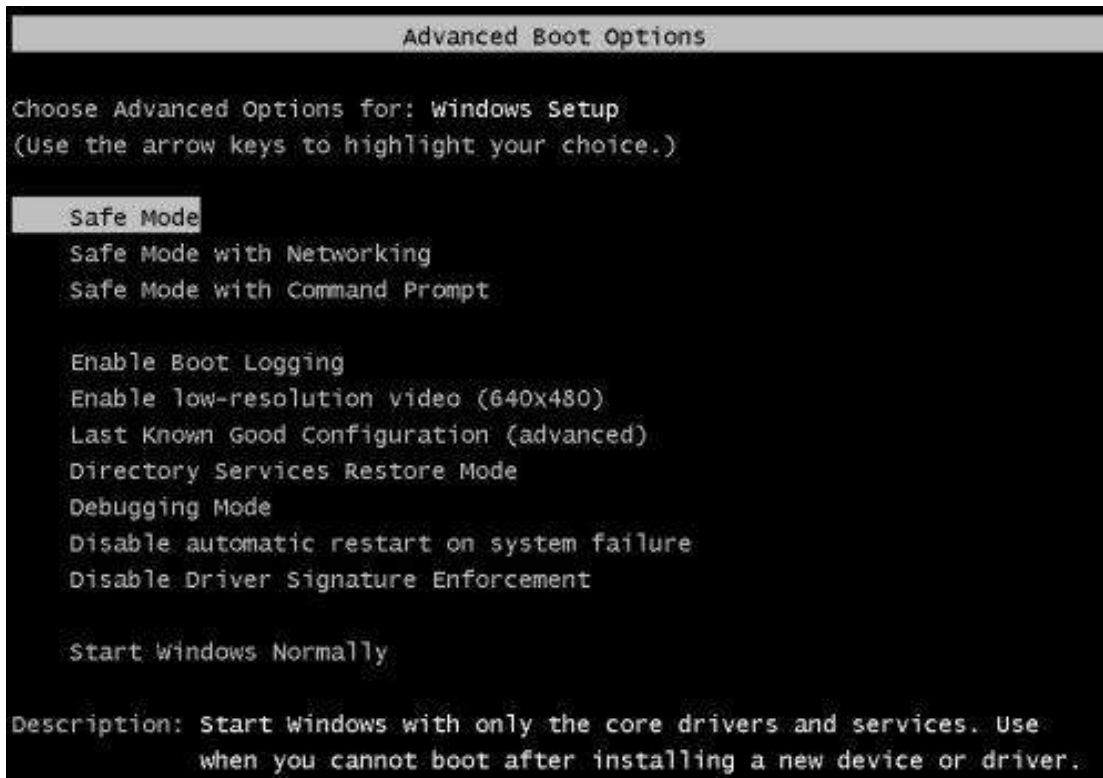 Advanced Boot Options
Choose Advanced Options for: Windows Setup
(Use the arrow keys to highlight your choice.)
Safe Mode
Safe Mode with Networking
Safe Mode with Command Prompt
Enable Boot Logging
Enable low-resolution video (640x480)
Last Known Good Configuration (advanced)
Directory Services Restore Mode
Debugging Mode
Disable automatic restart on system failure
Disable Driver Signature Enforcement
Start Windows Normally
Description: Start Windows with only the core drivers and services. Use
when you cannot boot after installing a new device or driver.